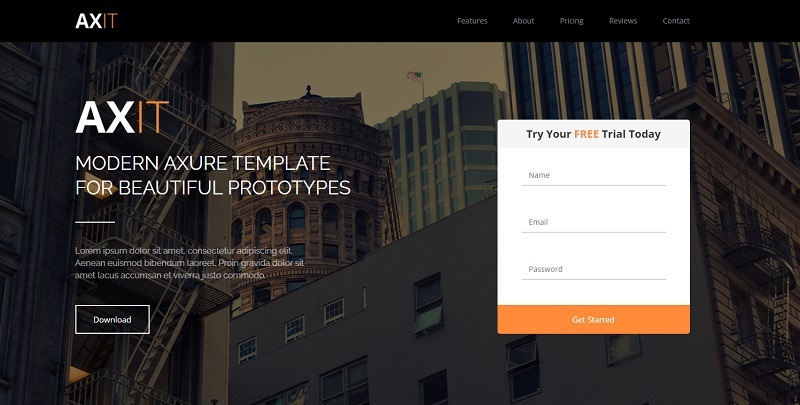 AXIT
Features About Pricing Reviews Contact
AXIT
MODERN AXURE TEMPLATE
FOR BEAUTIFUL PROTOTYPES
Lorem ipsum dolor sit amet, consectetur adipiscing elit.
Aenean euismod bibendum laoreet. Proin gravida dolor sit
amet lacus accumsan et viverra justo commodo.
Download
Try Your FREE Trial Today
Name
Email
Password
Get Started